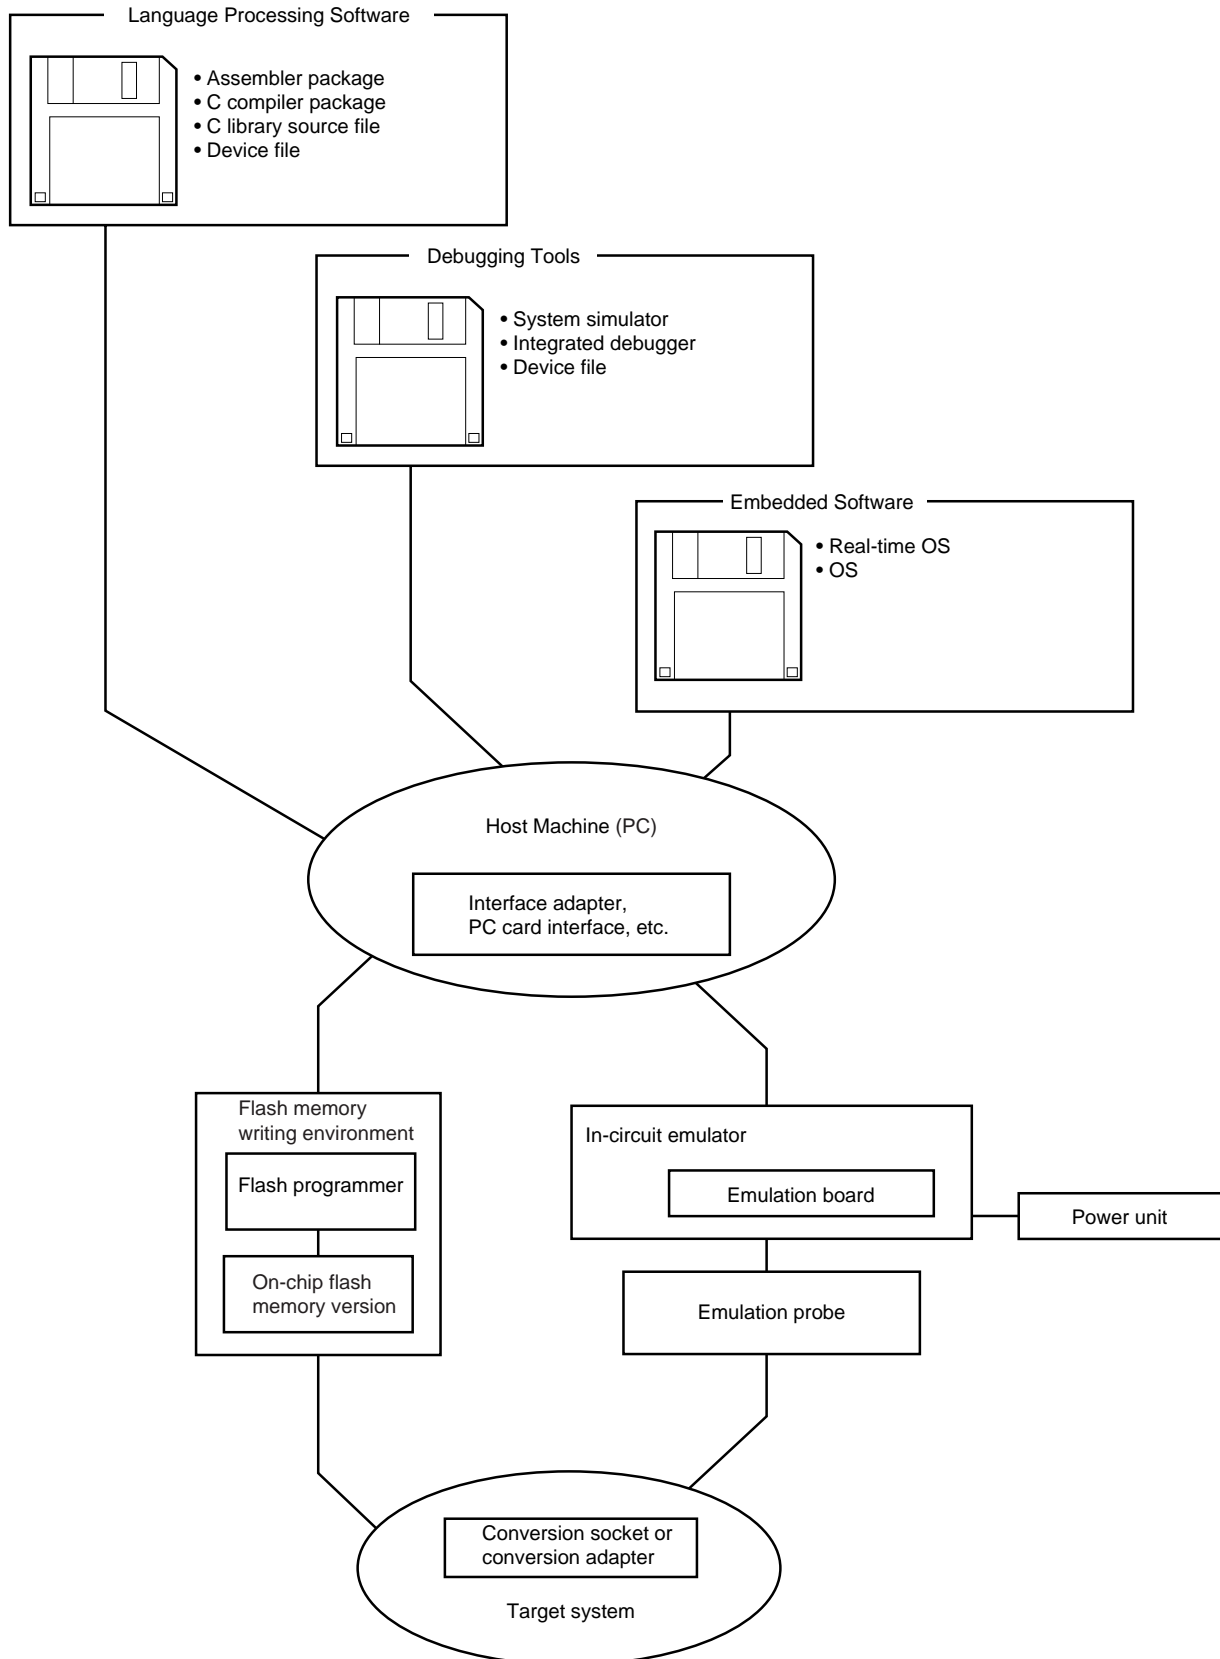 Language Processing Software
• Assembler package
• C compiler package
• C library source file
• Device file
Debugging Tools
• System simulator
• Integrated debugger
• Device file
Embedded Software
• Real-time OS
• OS
Host Machine (PC)
Interface adapter,
PC card interface, etc.
Flash memory
writing environment
Flash programmer
On-chip flash
memory version
In-circuit emulator
Emulation board
Power unit
Emulation probe
Conversion socket or
conversion adapter
Target system